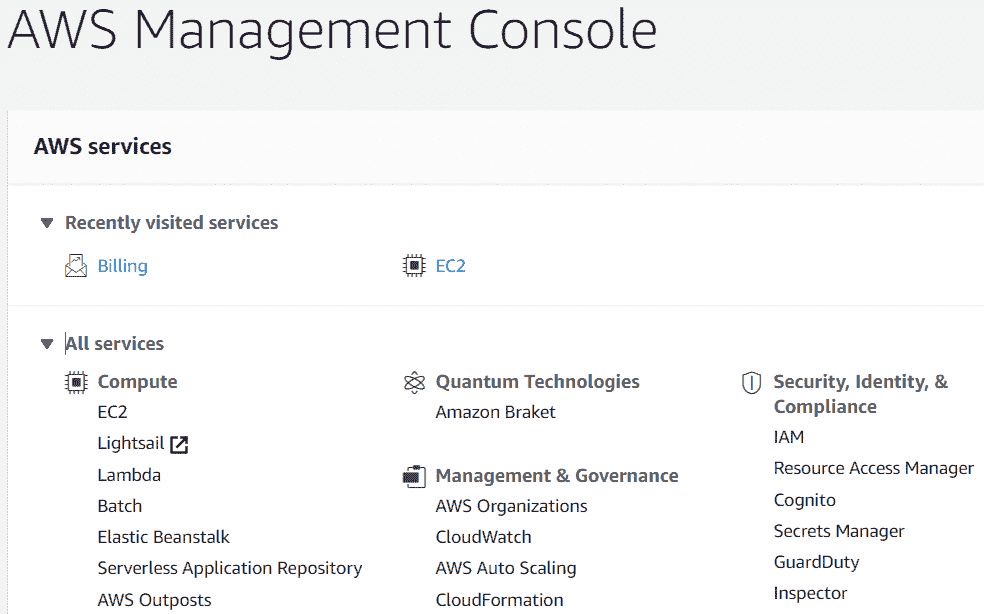 AWS Management Console
AWS services
Recently visited services
Billing
EC2
All services
Compute
EC2
Lightsail
Lambda
Batch
Elastic Beanstalk
Serverless Application Repository
AWS Outposts
Quantum Technologies
Amazon Braket
Management & Governance
AWS Organizations
CloudWatch
AWS Auto Scaling
CloudFormation
Security, Identity, &
Compliance
IAM
Resource Access Manager
Cognito
Secrets Manager
GuardDuty
Inspector